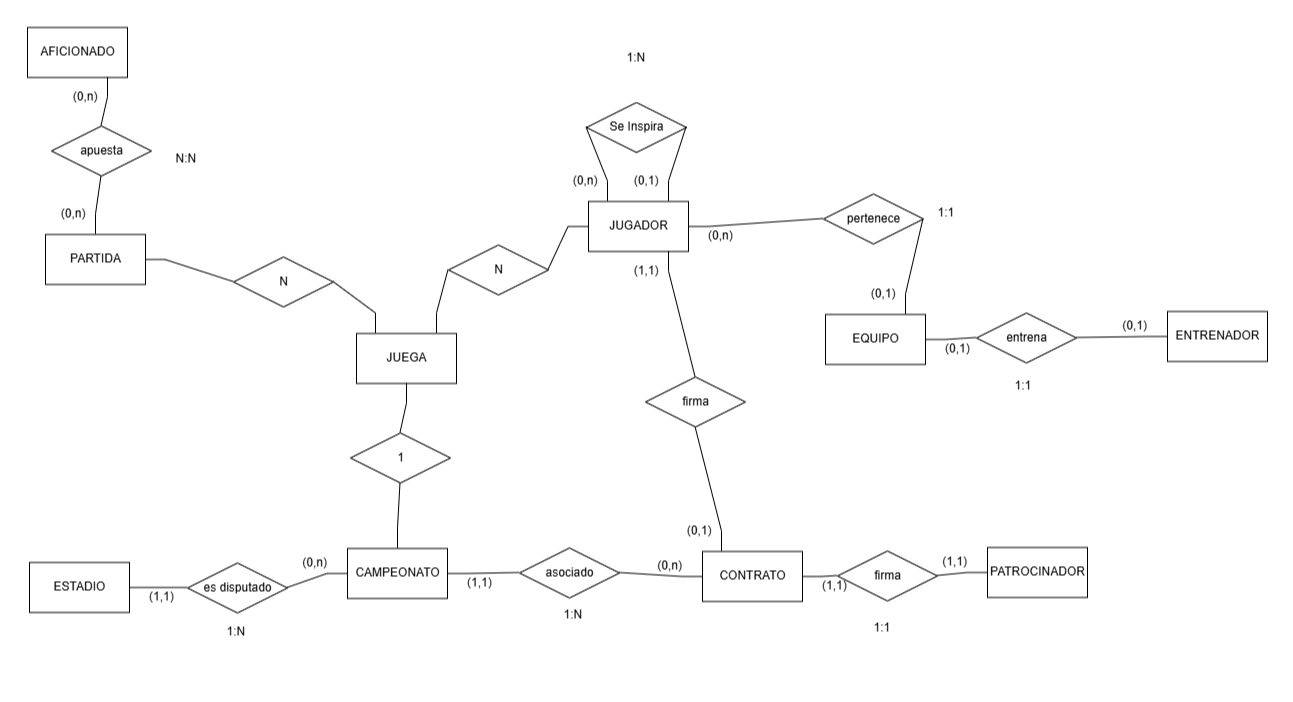 1:N
AFICIONADO
(0,n)
apuesta
N:N
(0,n)
PARTIDA
N
JUEGA
N
1
Se Inspira
(0,n)
(0,1)
JUGADOR
(0,n)
pertenece
1:1
(1,1)
(0,1)
EQUIPO
(0,1)
entrena
(0,1)
ENTRENADOR
1:1
firma
(0,1)
ESTADIO
(1,1)
es disputado
(0,n)
1:N
CAMPEONATO
(1,1)
asociado
(0,n)
1:N
CONTRATO
(1,1)
firma
(1,1)
PATROCINADOR
1:1